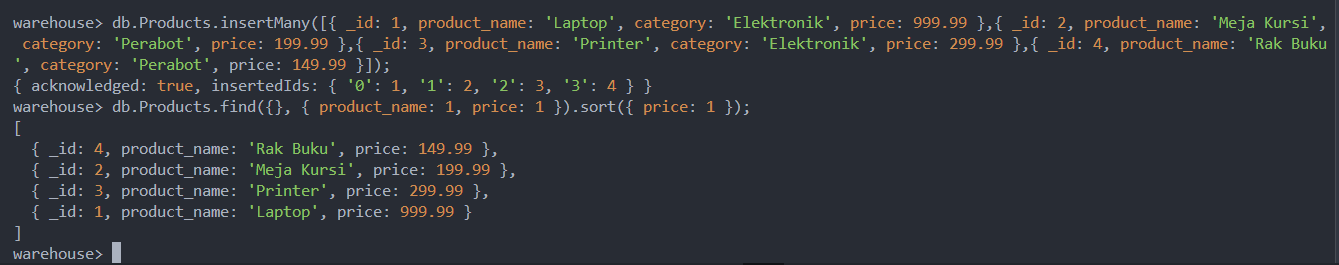 warehouse> db.Products.insertMany([{ _id: 1, product_name: 'Laptop', category: 'Elektronik', price: 999.99 },{ _id: 2, product_name: 'Meja Kursi',
 category: 'Perabot', price: 199.99 },{ _id: 3, product_name: 'Printer', category: 'Elektronik', price: 299.99 },{ _id: 4, product_name: 'Rak Buku
', category: 'Perabot', price: 149.99 }]);
{ acknowledged: true, insertedIds: { '0': 1, '1': 2, '2': 3, '3': 4 } }
warehouse> db.Products.find({}, { product_name: 1, price: 1 }).sort({ price: 1 });
[
  { _id: 4, product_name: 'Rak Buku', price: 149.99 },
  { _id: 2, product_name: 'Meja Kursi', price: 199.99 },
  { _id: 3, product_name: 'Printer', price: 299.99 },
  { _id: 1, product_name: 'Laptop', price: 999.99 }
]
warehouse>